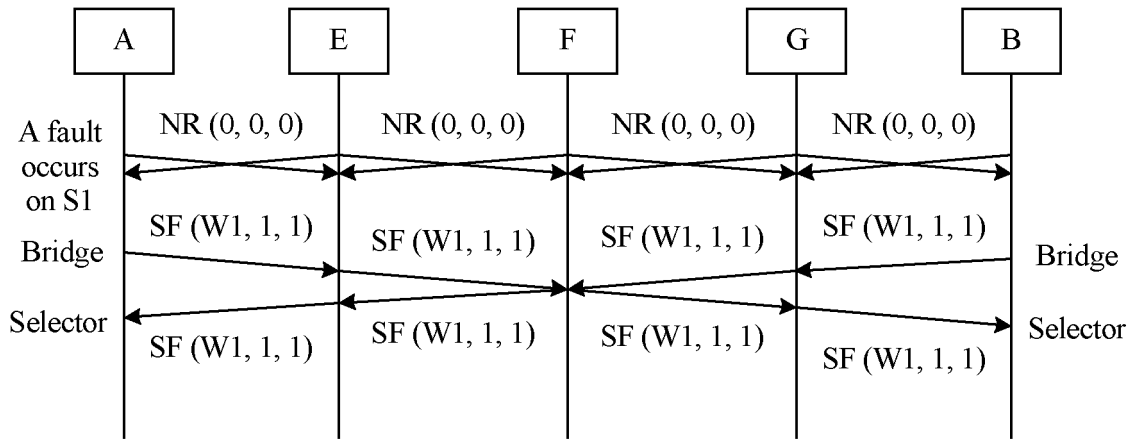 A E F G B
NR (0, 0, 0) NR (0, 0, 0) NR (0, 0, 0) NR (0, 0, 0)
A fault
occurs
on S1
SF (W1, 1, 1) SF (W1, 1, 1) SF (W1, 1, 1) SF (W1, 1, 1)
Bridge Bridge
Selector Selector
SF (W1, 1, 1) SF (W1, 1, 1) SF (W1, 1, 1) SF (W1, 1, 1)